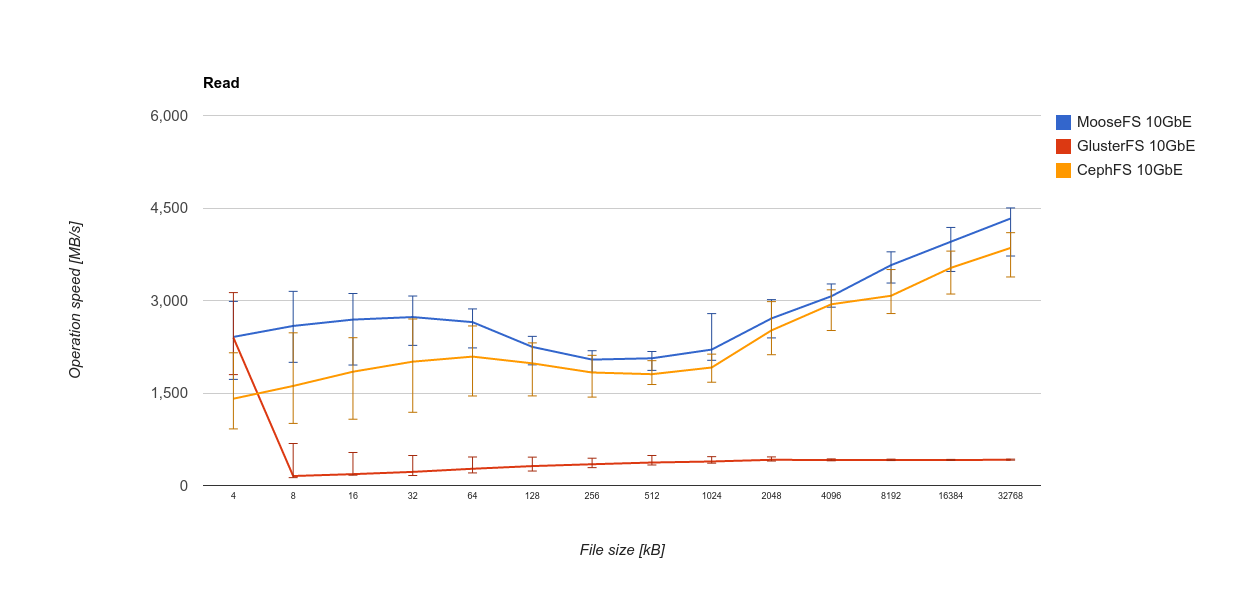 Read
6,000
4,500
3,000
1,500
0
Operation speed [MB/s]
4 8 16 32 64 128 256 512 1024 2048 4096 8192 16384 32768
File size [kB]
MooseFS 10GbE
GlusterFS 10GbE
CephFS 10GbE